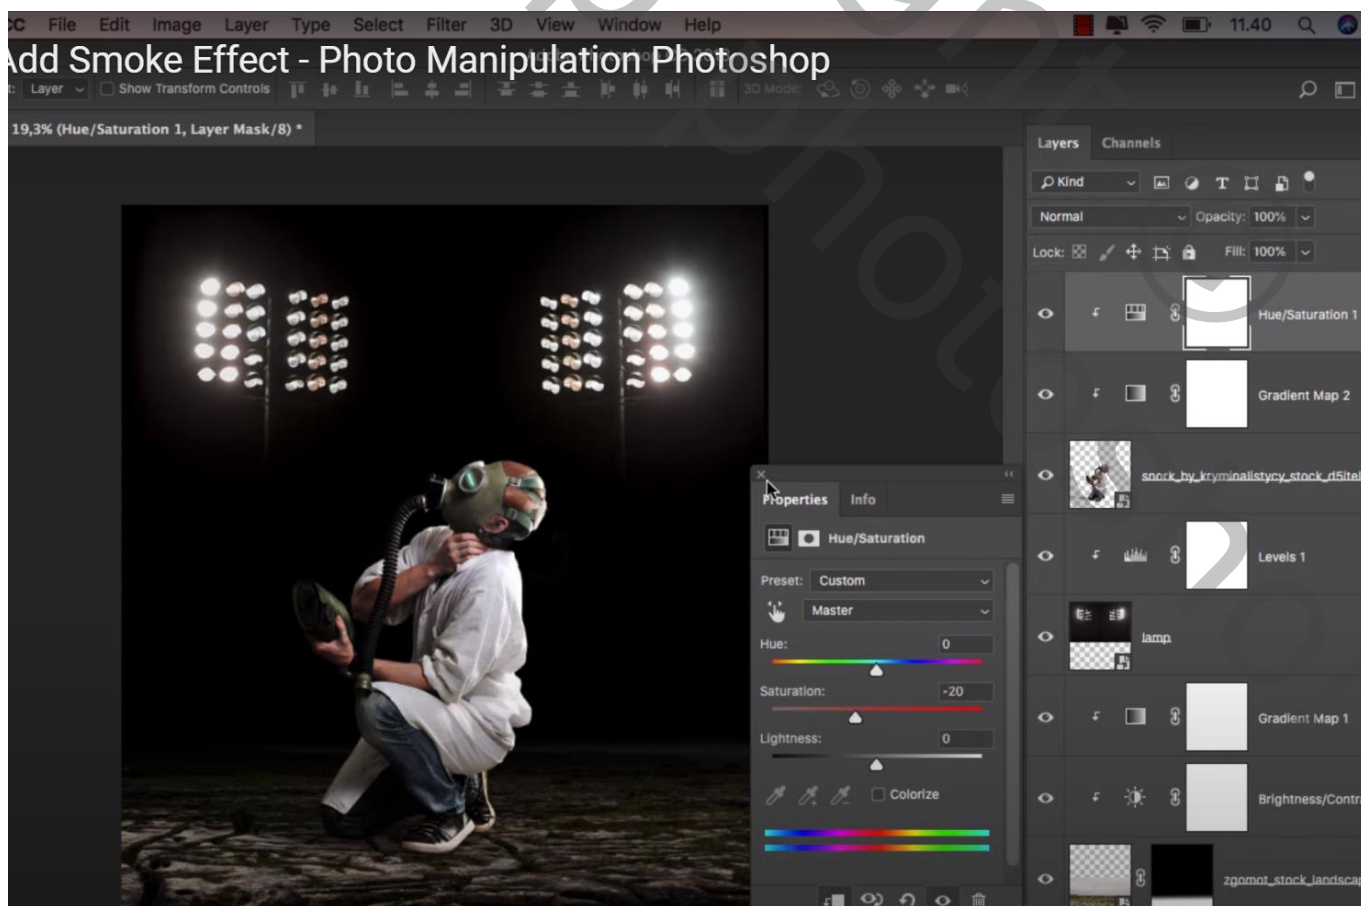 CC File Edit Image Layer Type Select Filter 3D View Window Help 11.40
Add Smoke Effect - Photo Manipulation Photoshop
t: Layer Show Transform Controls 3D Mode:
19,3% (Hue/Saturation 1, Layer Mask/8) *
Layers Channels
Kind
Normal Opacity: 100%
Lock: Fill: 100%
Hue/Saturation 1
Gradient Map 2
snork_by_kryminalistycy_stock_d5itel
Properties Info
Hue/Saturation
Levels 1
Preset: Custom
Master
lamp
Hue: 0
Saturation: -20
Gradient Map 1
Lightness: 0
Colorize
Brightness/Contr
zgomot_stock_landscap